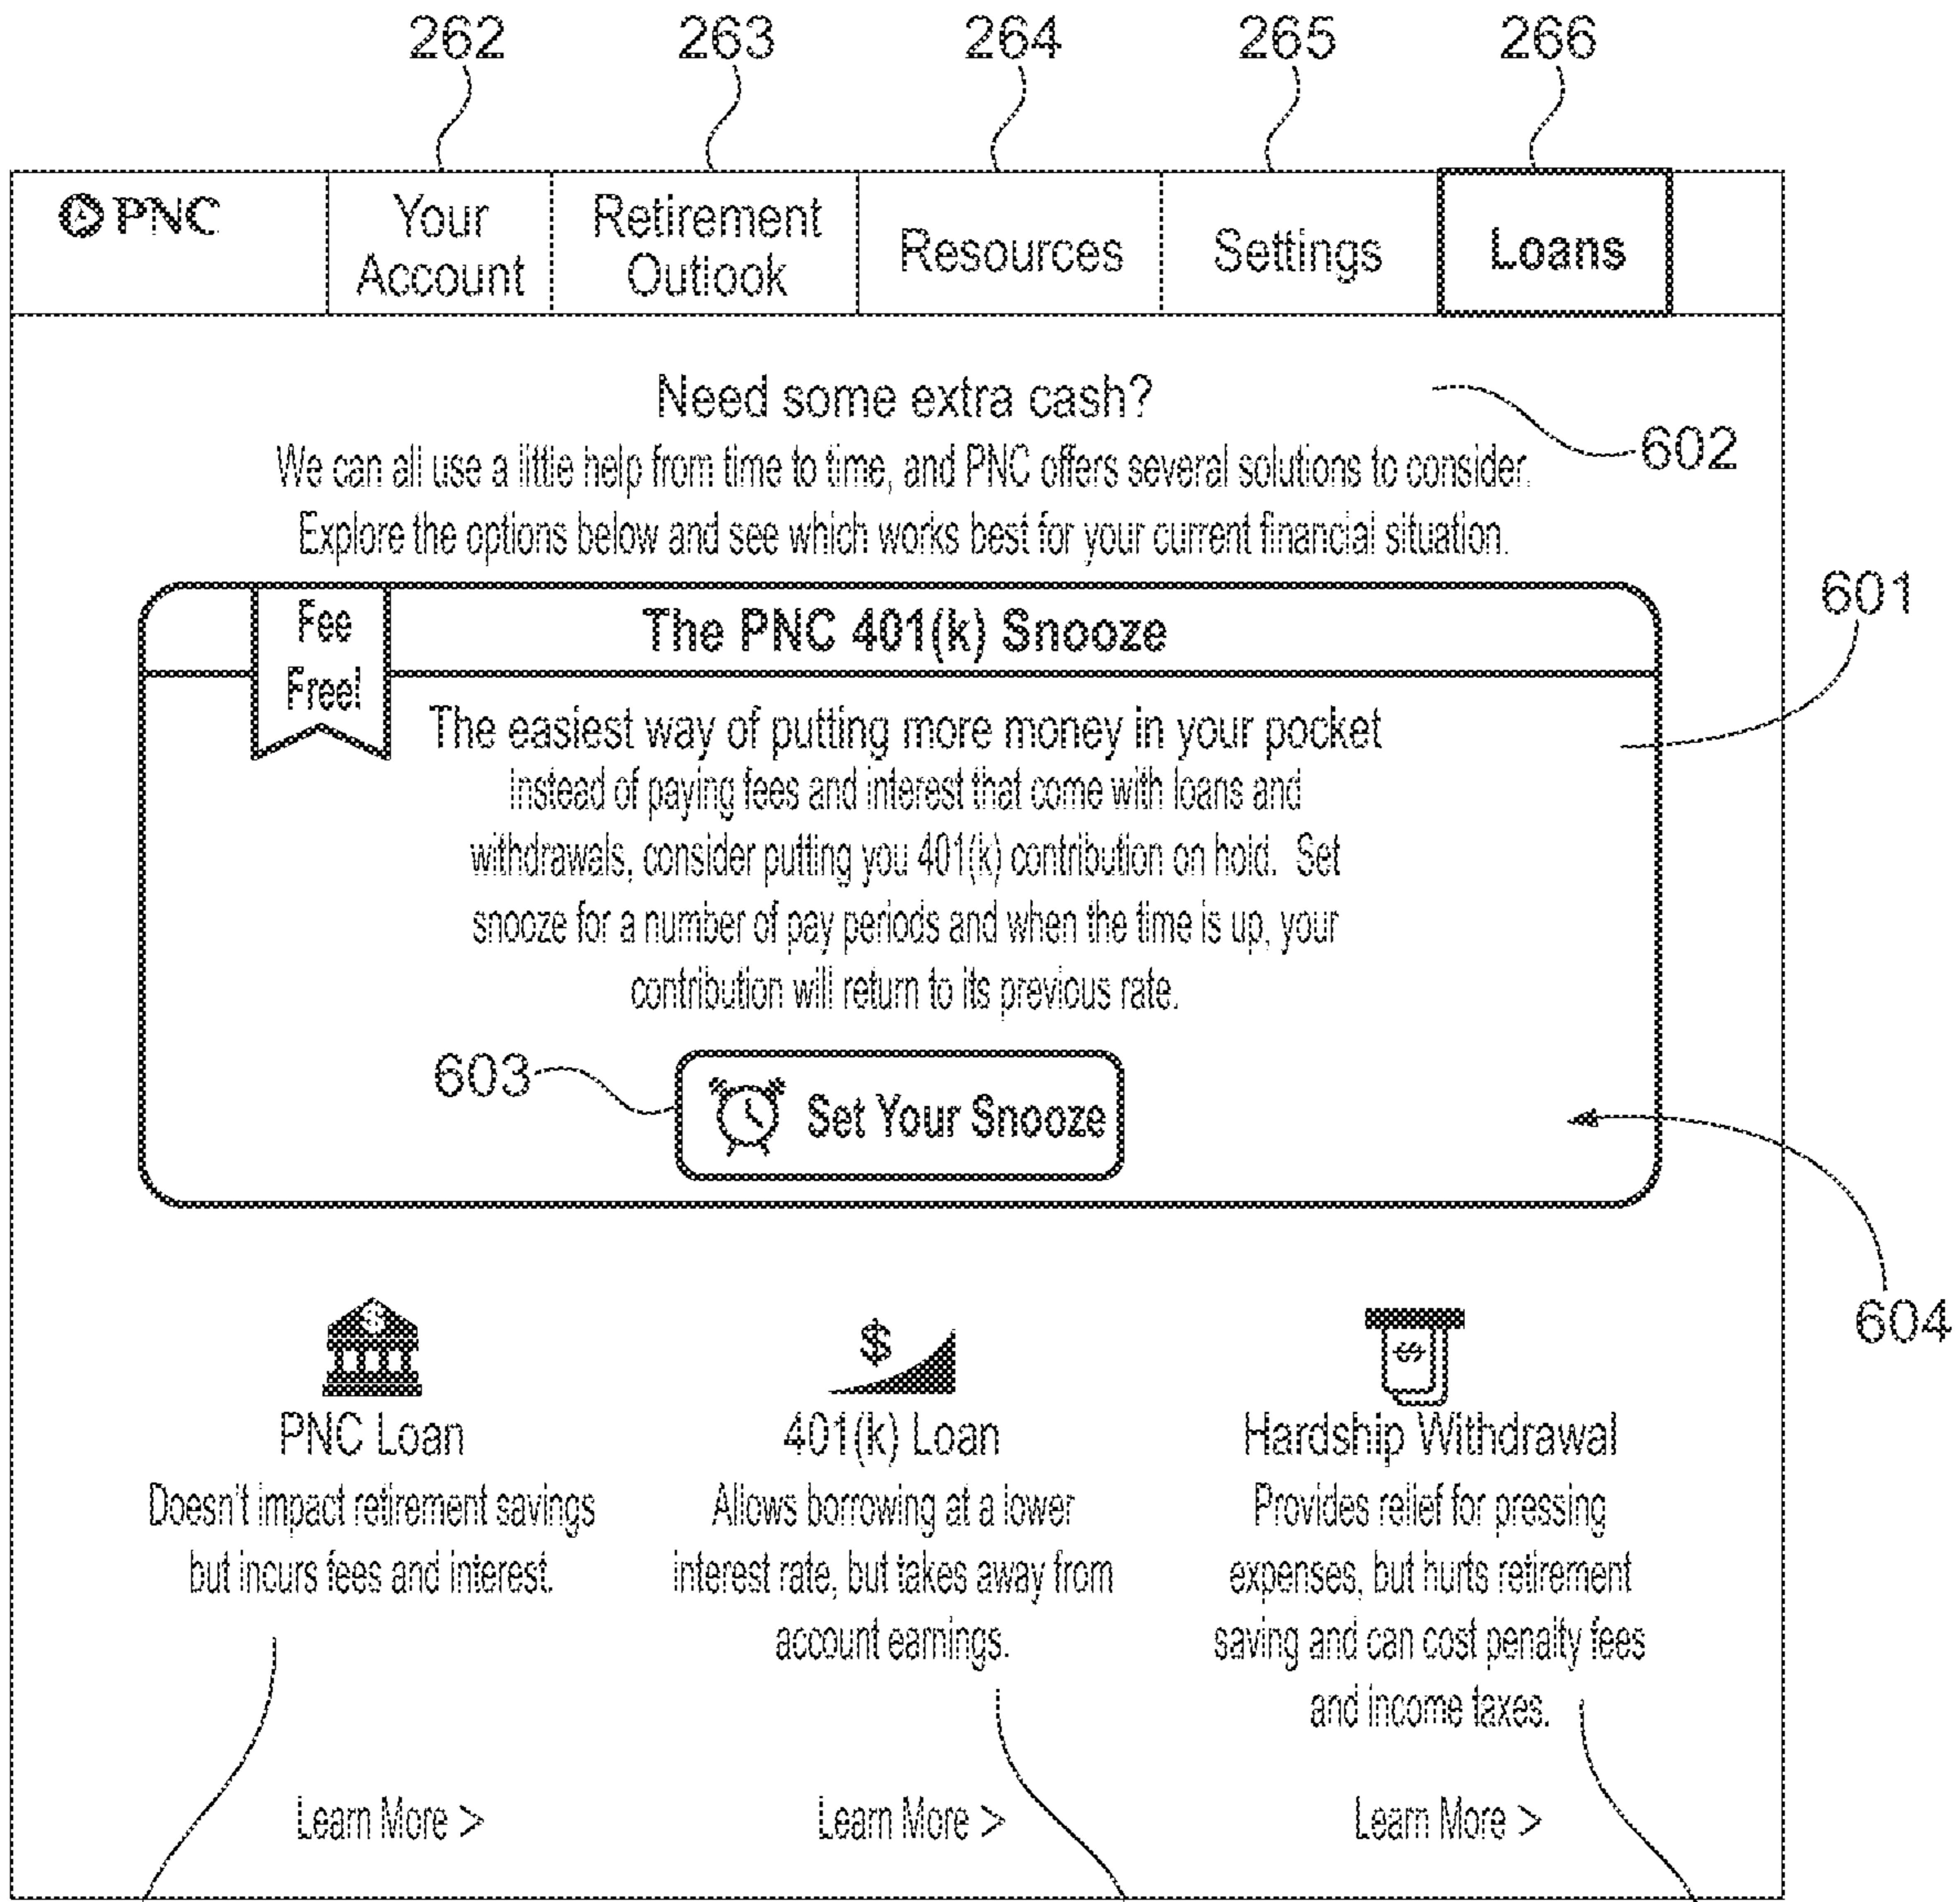 262 263 264 265 266
PNC
Your
Account
Retirement
Outlook
Resources
Settings
Loans
Need some extra cash?
602
We can all use a little help from time to time, and PNC offers several solutions to consider.
Explore the options below and see which works best for your current financial situation.
601
Fee
Free!
The PNC 401(k) Snooze
The easiest way of putting more money in your pocket
Instead of paying fees and interest that come with loans and
withdrawals, consider putting you 401(k) contribution on hold. Set
snooze for a number of pay periods and when the time is up, your
contribution will return to its previous rate.
603
Set Your Snooze
604
$
PNC Loan
Doesn't impact retirement savings
but incurs fees and interest.
Learn More >
$
401(k) Loan
Allows borrowing at a lower
interest rate, but takes away from
account earnings.
Learn More >
$
Hardship Withdrawal
Provides relief for pressing
expenses, but hurts retirement
saving and can cost penalty fees
and income taxes.
Learn More >